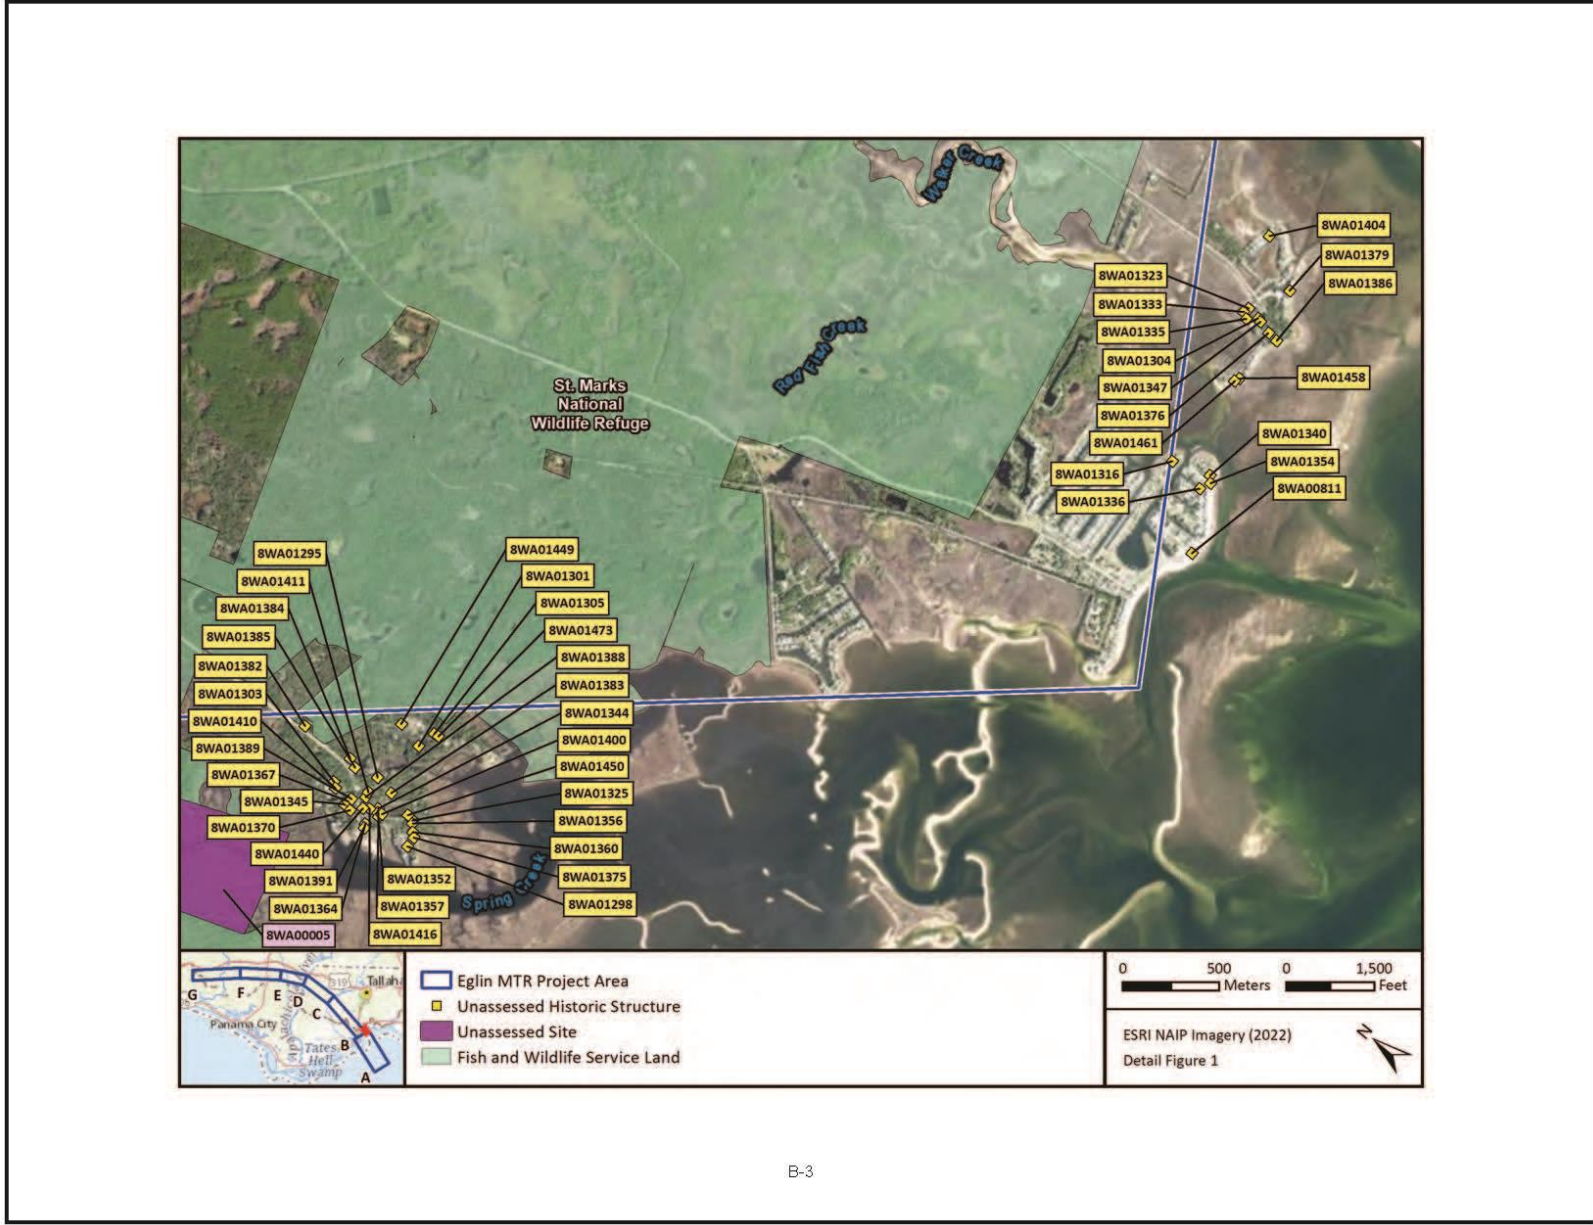 Walker Creek
8WA01404
8WA01379
8WA01386
8WA01323
8WA01333
8WA01335
8WA01304
8WA01347
8WA01376
8WA01461
8WA01316
8WA01336
8WA01458
8WA01340
8WA01354
8WA00811
Red Fish Creek
St. Marks
National
Wildlife Refuge
8WA01295
8WA01411
8WA01384
8WA01385
8WA01382
8WA01303
8WA01410
8WA01389
8WA01367
8WA01345
8WA01370
8WA01440
8WA01391
8WA01364
8WA00005
8WA01449
8WA01301
8WA01305
8WA01473
8WA01388
8WA01383
8WA01344
8WA01400
8WA01450
8WA01325
8WA01356
8WA01360
8WA01375
8WA01298
8WA01352
8WA01357
8WA01416
Spring Creek
G
F
E
D
C
B
A
319
Tallaha
Panama City
Tates
Hell
Swamp
Eglin MTR Project Area
Unassessed Historic Structure
Unassessed Site
Fish and Wildlife Service Land
0 500
Meters
0 1,500
Feet
ESRI NAIP Imagery (2022)
Detail Figure 1
N
B-3